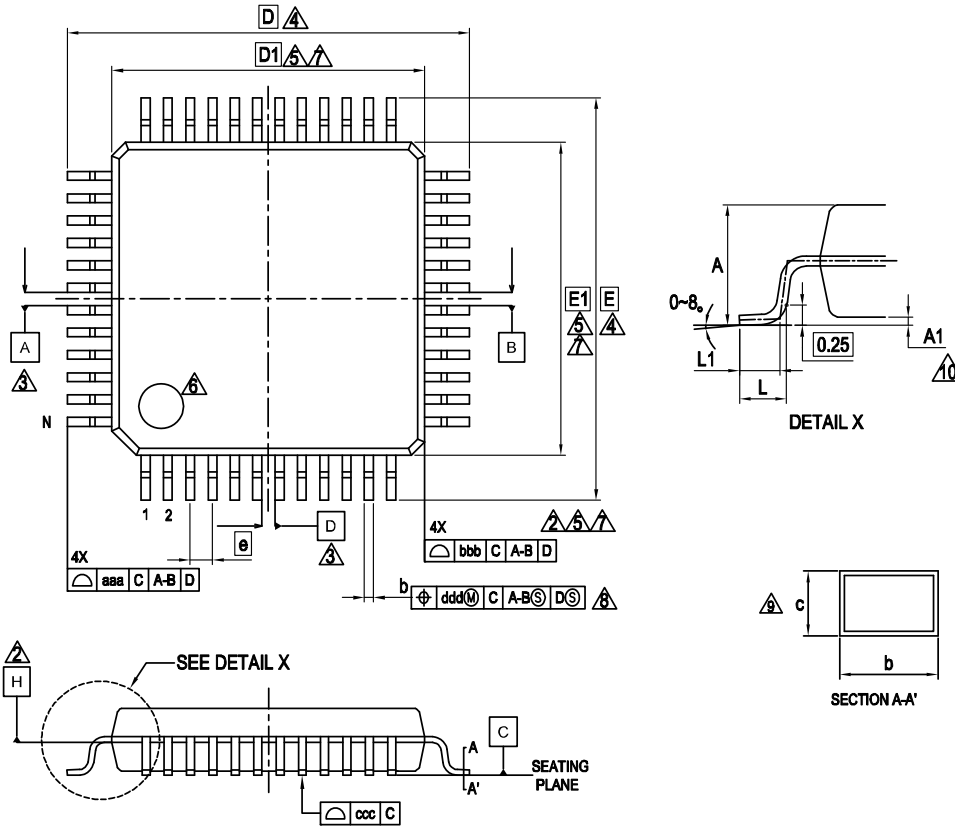 D 4
D1 5 7
E1 E
5 4
7
A
3
B
6
N
1 2
D
3
e
4X
aaa C A-B D
4X
2 5 7
bbb C A-B D
b
ddd Ⓜ C A-B Ⓢ D Ⓢ 8
A
0~8°
L1
L
0.25
A1
10
DETAIL X
9
c
b
SECTION A-A'
2
H
SEE DETAIL X
C
A
A'
SEATING
PLANE
ccc C